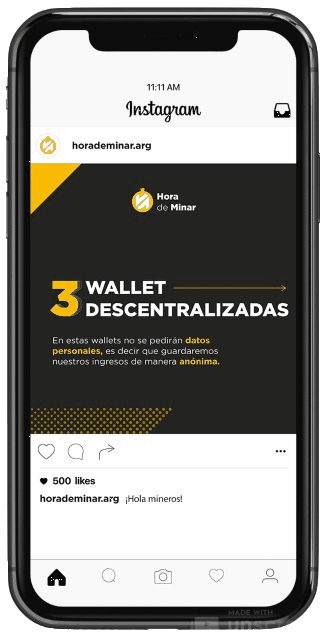 11:11 AM
Instagram
horademinar.arg
Hora
de Minar
3 WALLET
DESCENTRALIZADAS
En estas wallets no se pedirán datos
personales, es decir que guardaremos
nuestros ingresos de manera anónima.
500 likes
horademinar.arg ¡Hola mineros!
MADE WITH